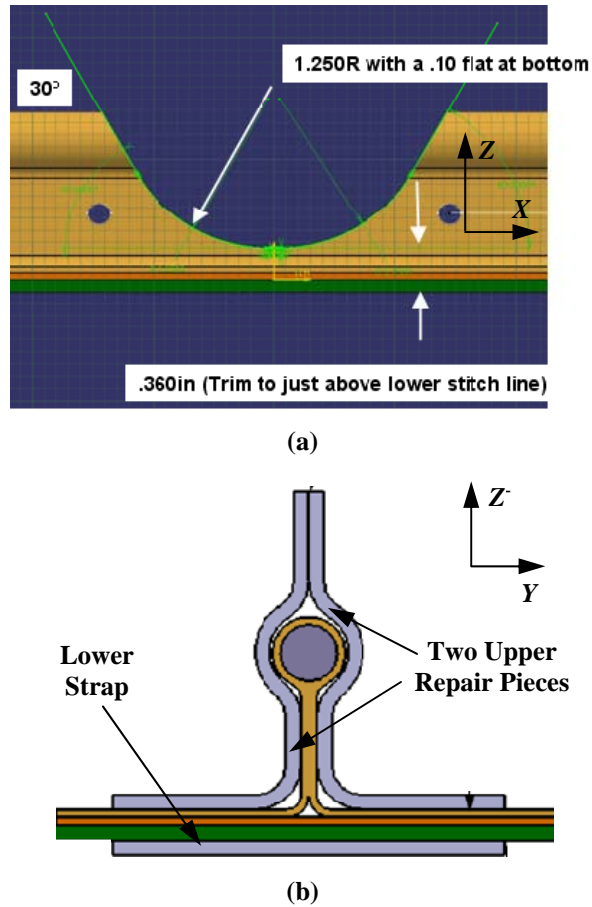 1.250R with a .10 flat at bottom
30°
Z
X
.360in (Trim to just above lower stitch line)
(a)
Z
Y
Lower
Strap
Two Upper
Repair Pieces
(b)